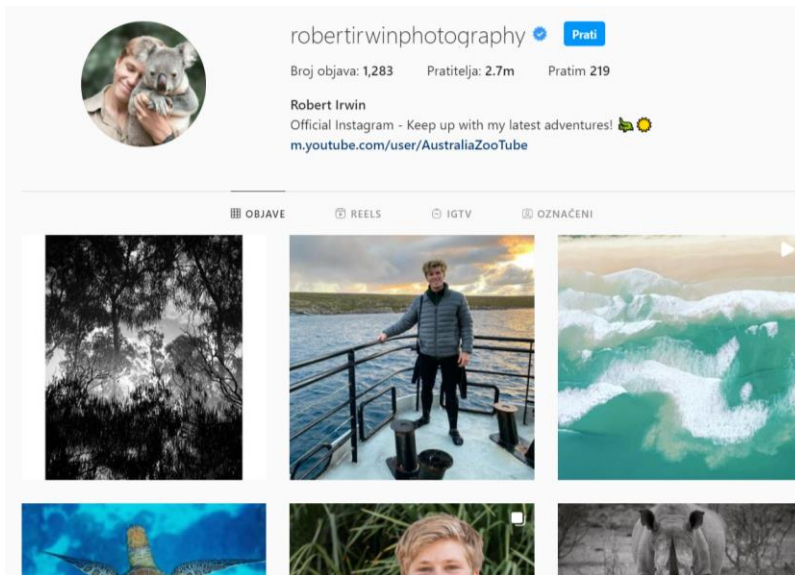 robertirwinphotography Prati
Broj objava: 1,283 Pratitelja: 2.7m Pratim 219
Robert Irwin
Official Instagram - Keep up with my latest adventures!
m.youtube.com/user/AustraliaZooTube
OBJAVE REELS IGTV OZNAČENI